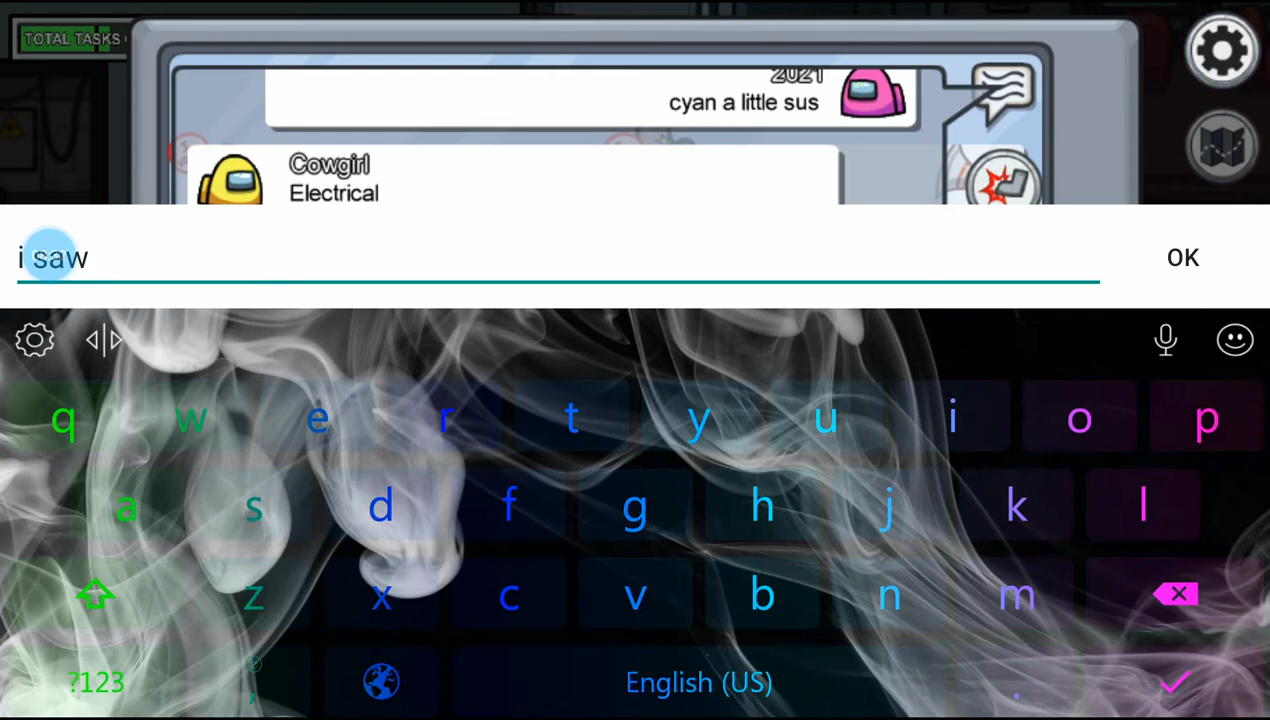 TOTAL TASKS
2021
cyan a little sus
Cowgirl
Electrical
i saw
OK
q w e r t y u i o p
a s d f g h j k l
z x c v b n m
?123 , English (US) .